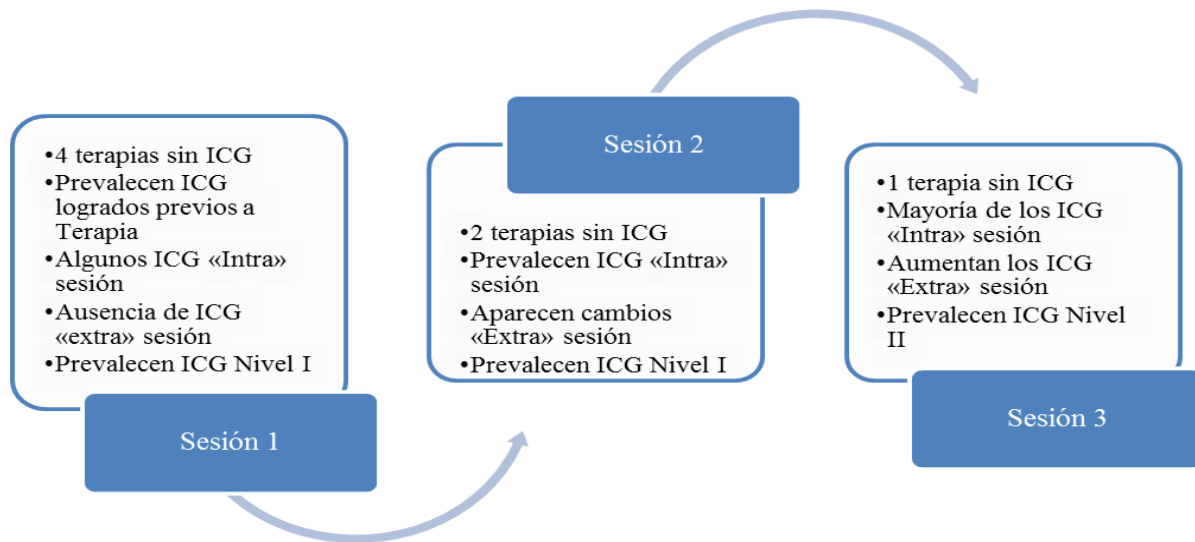 •4 terapias sin ICG
•Prevalecen ICG
logrados previos a
Terapia
•Algunos ICG «Intra»
sesión
•Ausencia de ICG
«extra» sesión
•Prevalecen ICG Nivel I
Sesión 1
Sesión 2
•2 terapias sin ICG
•Prevalecen ICG «Intra»
sesión
•Aparecen cambios
«Extra» sesión
•Prevalecen ICG Nivel I
•1 terapia sin ICG
•Mayoría de los ICG
«Intra» sesión
•Aumentan los ICG
«Extra» sesión
•Prevalecen ICG Nivel
II
Sesión 3